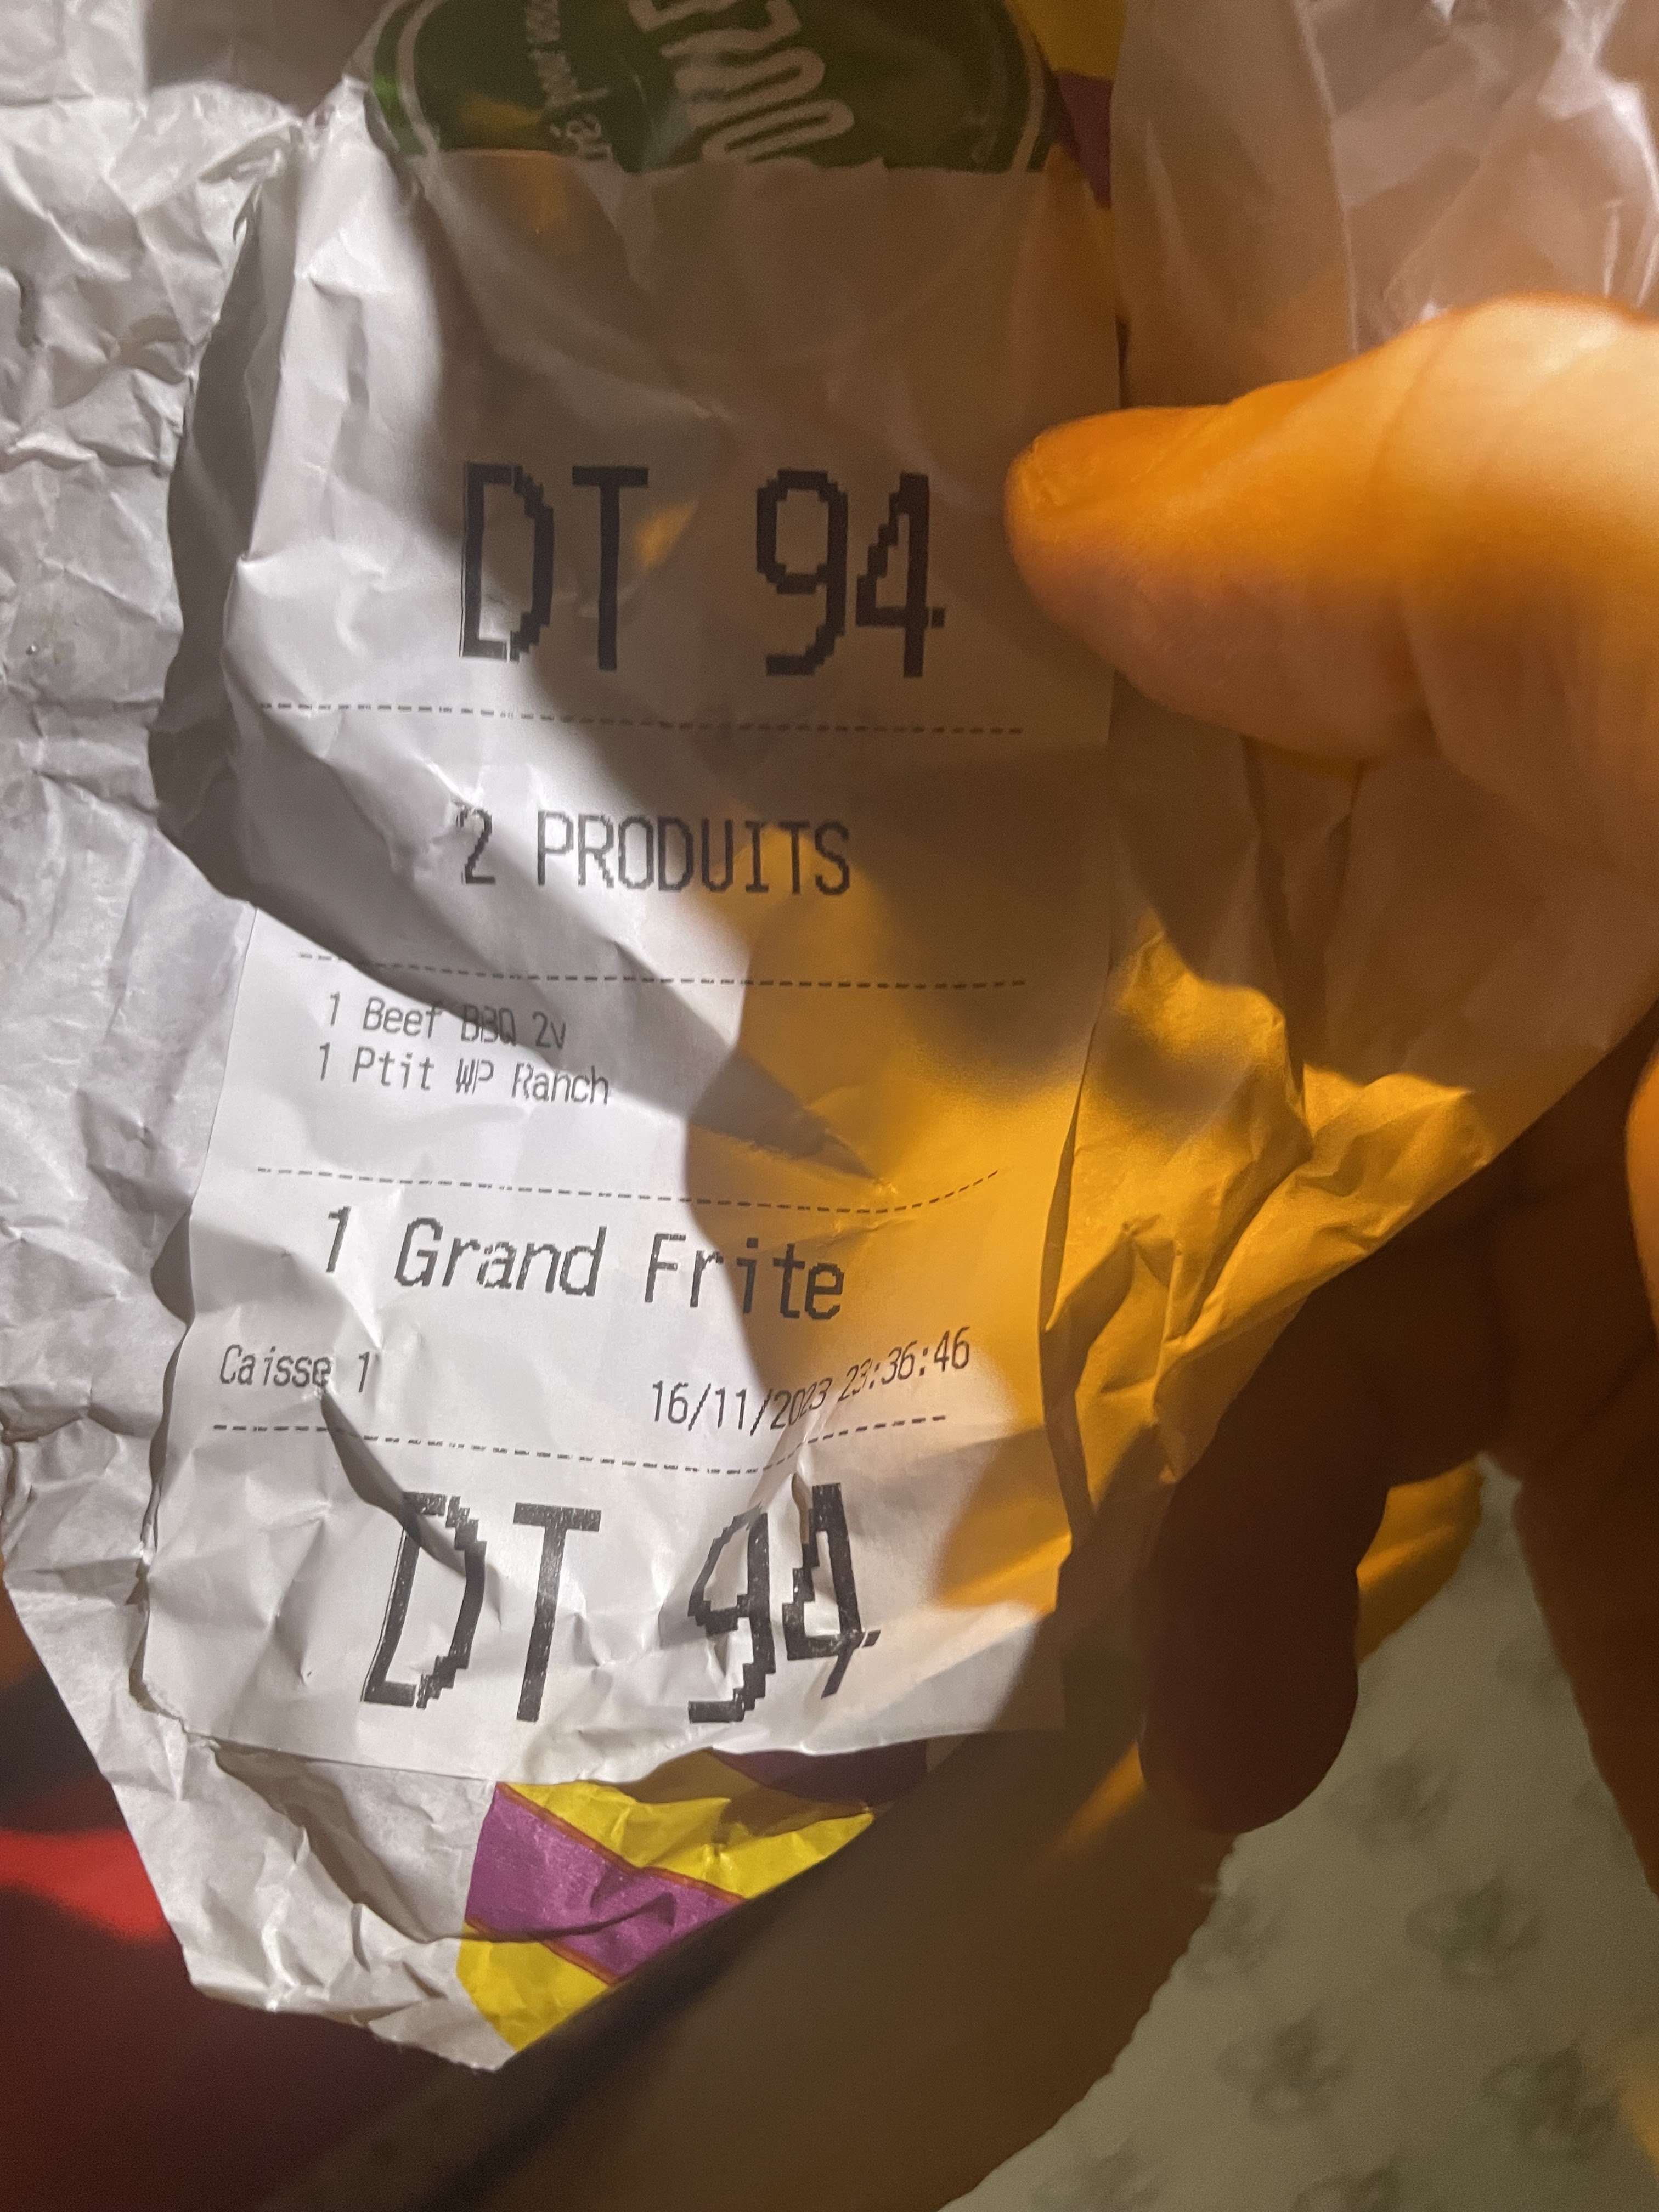 DT 94
2 PRODUITS
1 Beef BBQ 2v
1 Ptit WP Ranch
1 Grand Frite
Caisse 1
16/11/2023 23:36:46
DT 94